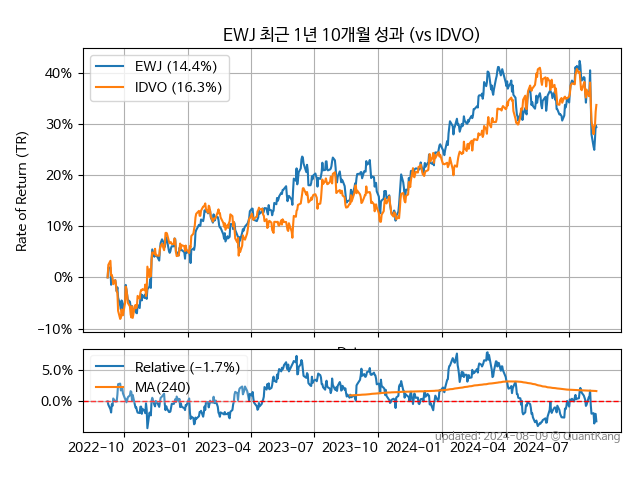 EWJ 최근 1년 10개월 성과 (vs IDVO)
EWJ (14.4%)
IDVO (16.3%)
40%
30%
20%
10%
0%
−10%
Rate of Return (TR)
Relative (−1.7%)
MA(240)
5.0%
0.0%
2022−10 2023−01 2023−04 2023−07 2023−10 2024−01 2024−04 2024−07
updated: 2024−08−09 © QuantKang